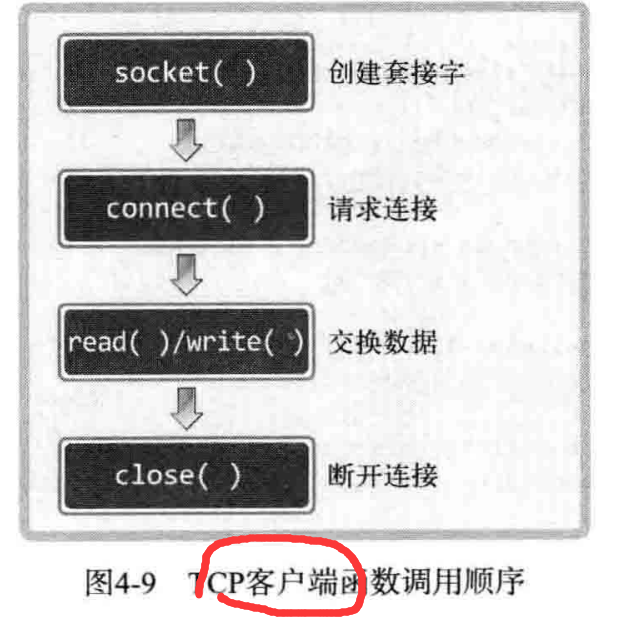 socket( ) 创建套接字
connect( ) 请求连接
read( )/write( ) 交换数据
close( ) 断开连接
图4-9 TCP客户端函数调用顺序